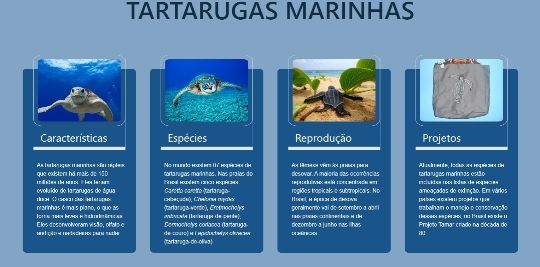 TARTARUGAS MARINHAS
Características
As tartarugas marinhas são répteis
que existem há mais de 150
milhões de anos. Elas teriam
evoluído de tartarugas de água
doce. O casco das tartarugas
marinhas é mais plano, o que as
torna mais leves e hidrodinâmicas.
Eles desenvolveram visão, olfato e
audição e nadadeiras para nadar
Espécies
No mundo existem 07 espécies de
tartarugas marinhas. Nas praias do
Brasil existem cinco espécies:
Caretta caretta (tartaruga-
cabeçuda), Chelonia mydas
(tartaruga-verde), Eretmochelys
imbricata (tartaruga de pente),
Dermochelys coriacea (tartaruga-
de couro) e Lepidochelys olivacea
(tartaruga-de-oliva)
Reprodução
As fêmeas vêm às praias para
desovar. A maioria das ocorrências
reprodutivas está concentrada em
regiões tropicais e subtropicais. No
Brasil, a época de desova
geralmente vai de setembro a abril
nas praias continentais e de
dezembro a junho nas ilhas
oceânicas.
Projetos
Atualmente, todas as espécies de
tartarugas marinhas estão
incluídas nas listas de espécies
ameaçadas de extinção. Em vários
países existem projetos que
trabalham o manejo e conservação
dessas espécies, no Brasil existe o
Projeto Tamar criado na década de
80